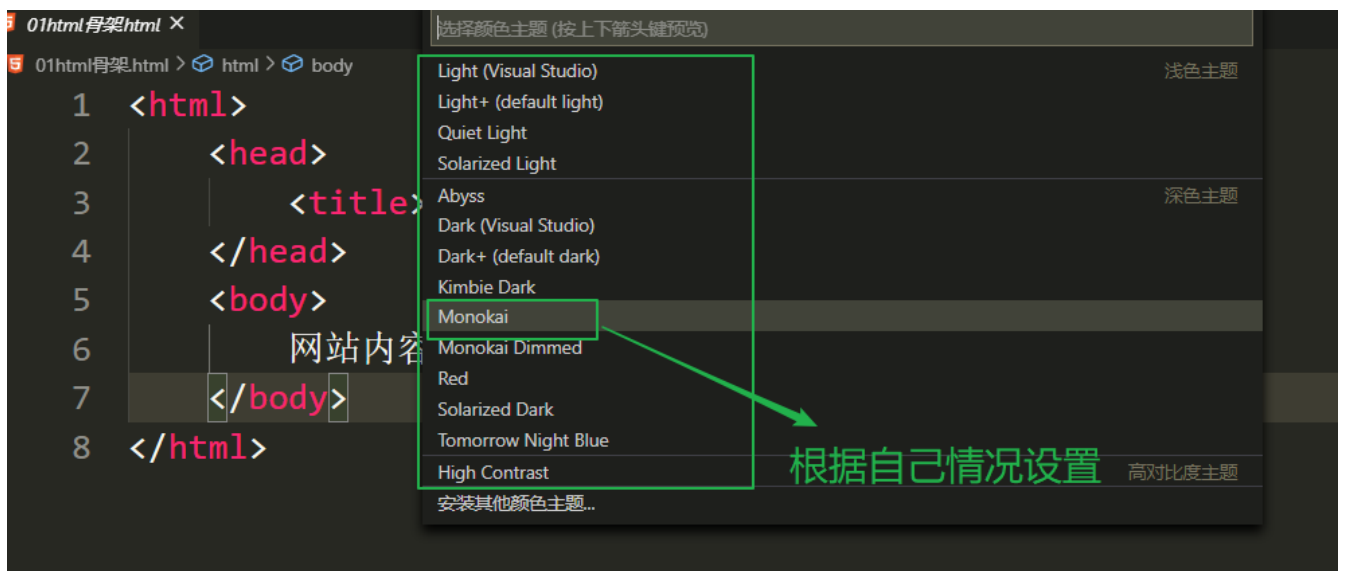 01html骨架.html ×
选择颜色主题 (按上下箭头键预览)
01html骨架.html > html > body
Light (Visual Studio) 浅色主题
Light+ (default light)
Quiet Light
Solarized Light
Abyss 深色主题
Dark (Visual Studio)
Dark+ (default dark)
Kimbie Dark
Monokai
Monokai Dimmed
Red
Solarized Dark
Tomorrow Night Blue
High Contrast 高对比度主题
安装其他颜色主题...
1 <html>
2 <head>
3 <title>
4 </head>
5 <body>
6 网站内容
7 </body>
8 </html>
根据自己情况设置